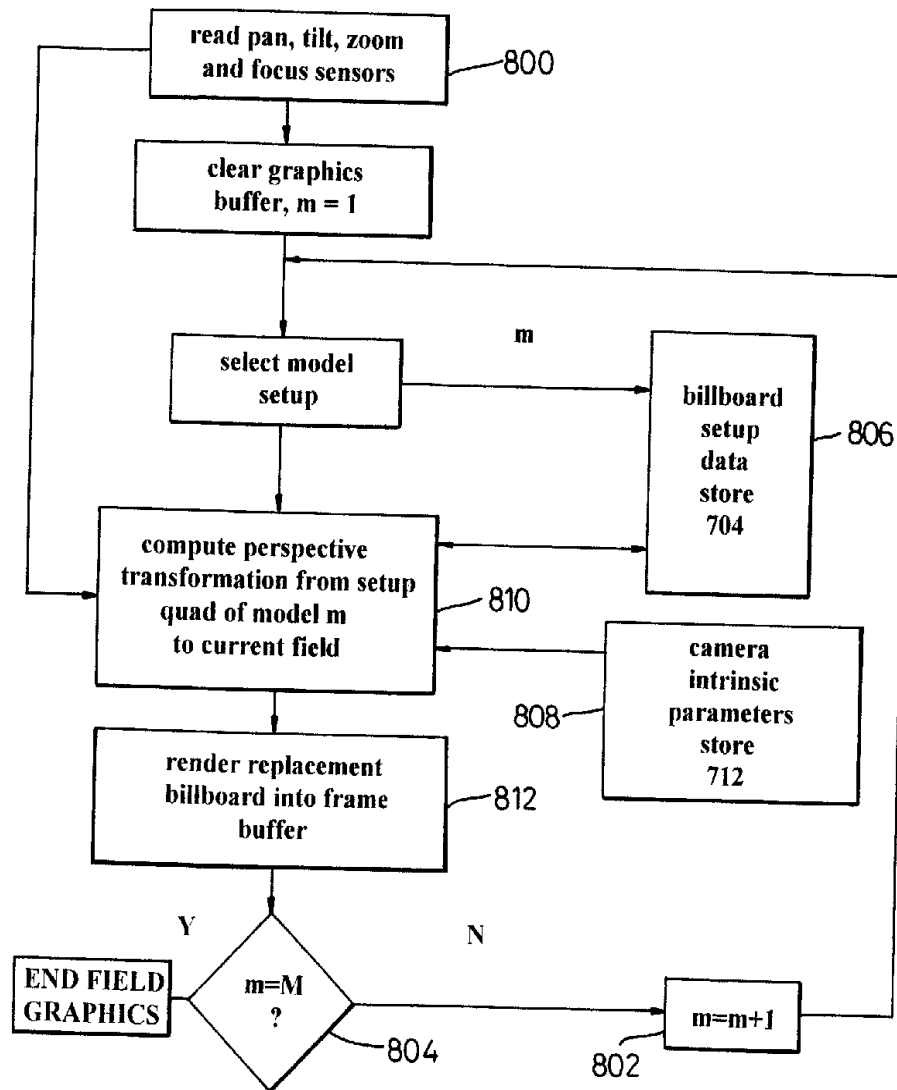 read pan, tilt, zoom
and focus sensors
800
clear graphics
buffer, m = 1
m
select model
setup
billboard
setup
data
store
704
806
compute perspective
transformation from setup
quad of model m
to current field
810
camera
intrinsic
parameters
store
712
808
render replacement
billboard into frame
buffer
812
Y
N
END FIELD
GRAPHICS
m=M
?
804
m=m+1
802